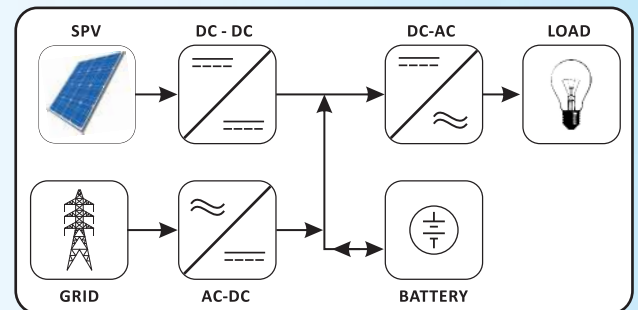 SPV
DC - DC
DC-AC
LOAD
GRID
AC-DC
BATTERY